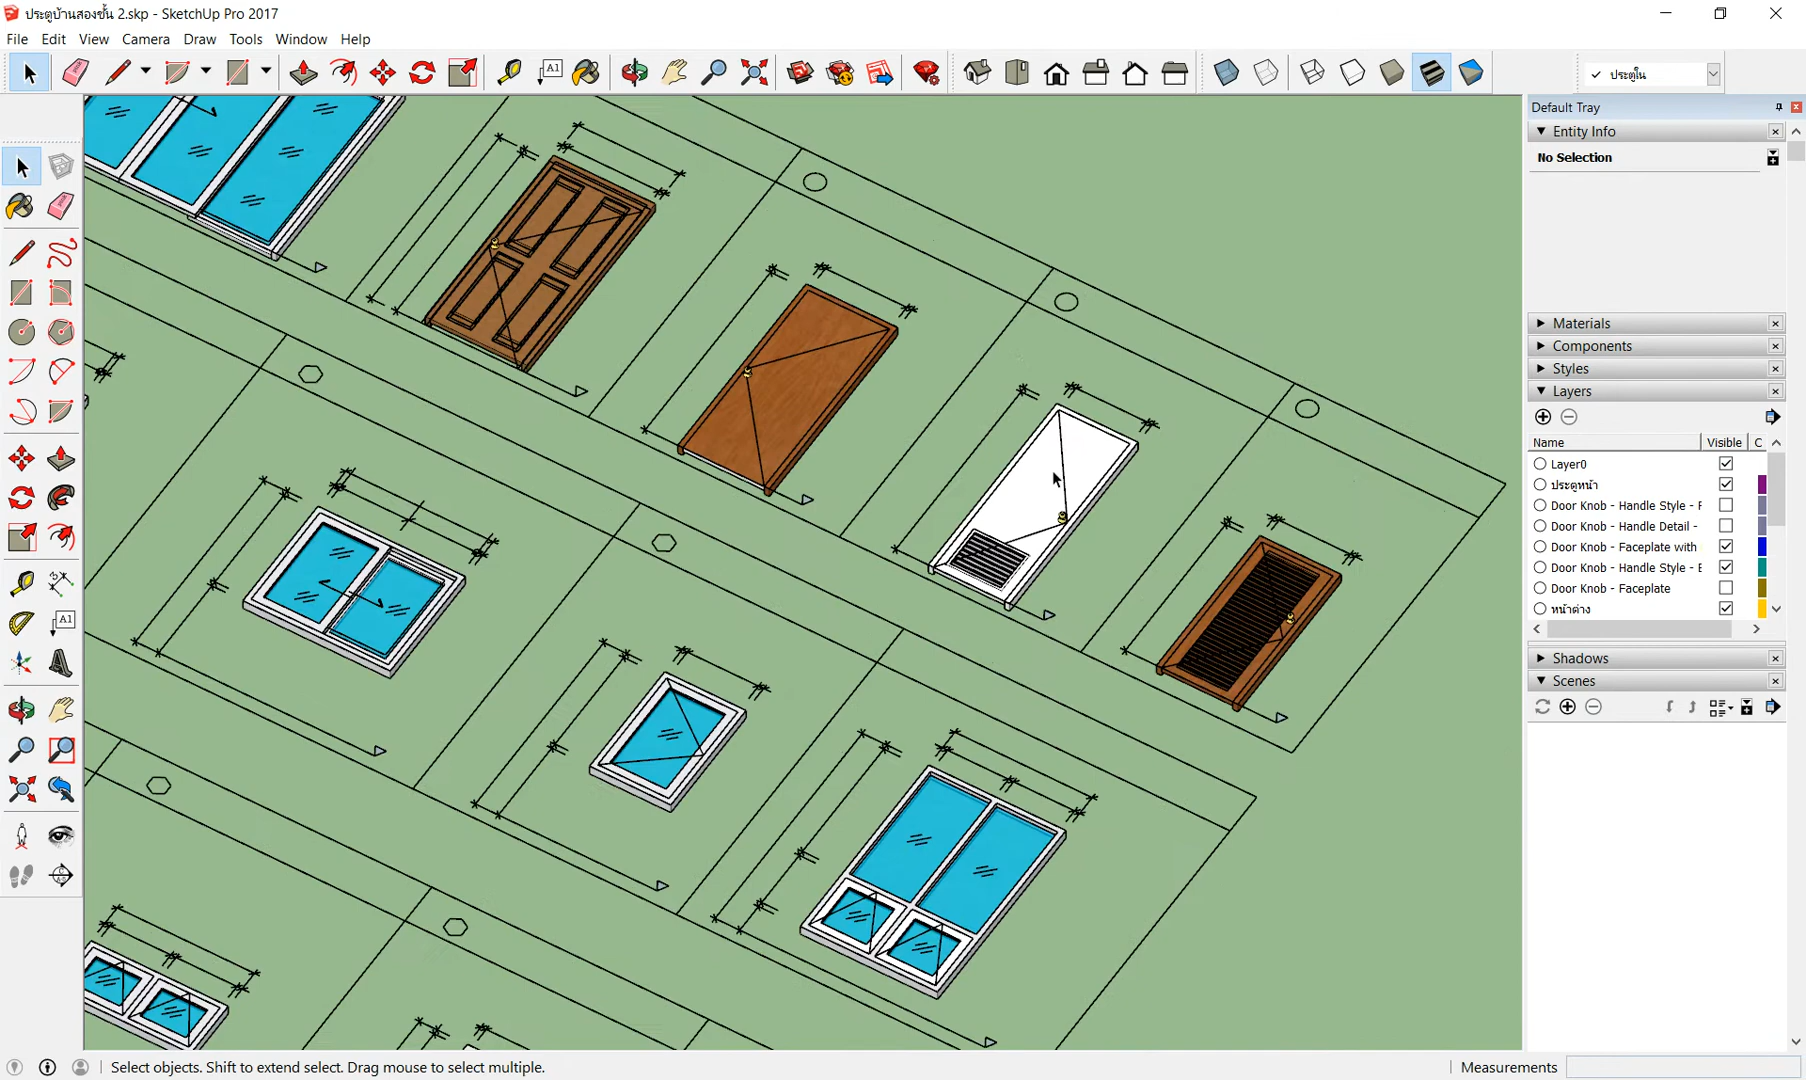 ประตูบ้านสองชั้น 2.skp - SketchUp Pro 2017
File Edit View Camera Draw Tools Window Help
A1
✓ ประตูใน
Default Tray
Entity Info
No Selection
Materials
Components
Styles
Layers
Name Visible C
Layer0
ประตูหน้า
Door Knob - Handle Style - F
Door Knob - Handle Detail -
Door Knob - Faceplate with
Door Knob - Handle Style - E
Door Knob - Faceplate
หน้าต่าง
Shadows
Scenes
A1
Select objects. Shift to extend select. Drag mouse to select multiple.
Measurements